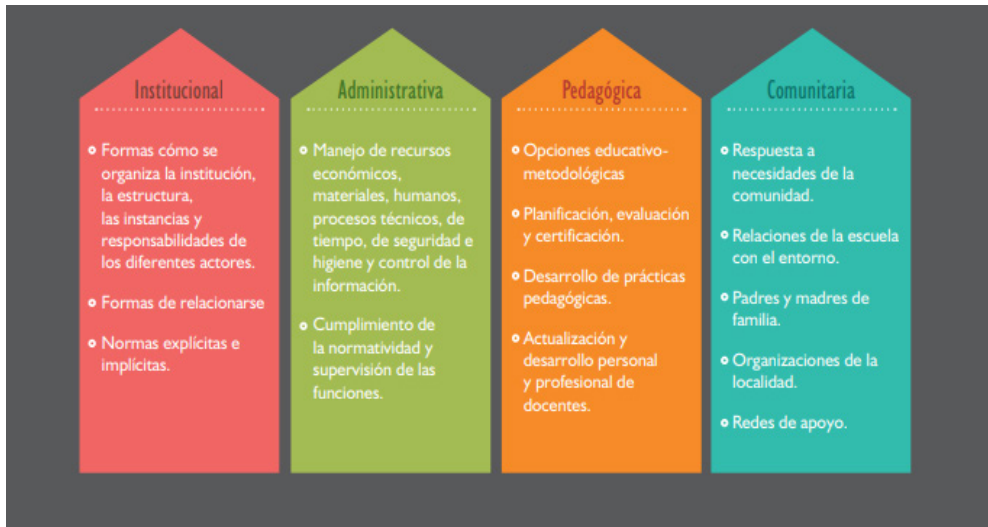 Institucional
Formas cómo se
organiza la institución,
la estructura,
las instancias y
responsabilidades de
los diferentes actores.
Formas de relacionarse
Normas explícitas e
implícitas.
Administrativa
Manejo de recursos
económicos,
materiales, humanos,
procesos técnicos, de
tiempo, de seguridad e
higiene y control de la
información.
Cumplimiento de
la normatividad y
supervisión de las
funciones.
Pedagógica
Opciones educativo-
metodológicas
Planificación, evaluación
y certificación.
Desarrollo de prácticas
pedagógicas.
Actualización y
desarrollo personal
y profesional de
docentes.
Comunitaria
Respuesta a
necesidades de la
comunidad.
Relaciones de la escuela
con el entorno.
Padres y madres de
familia.
Organizaciones de la
localidad.
Redes de apoyo.